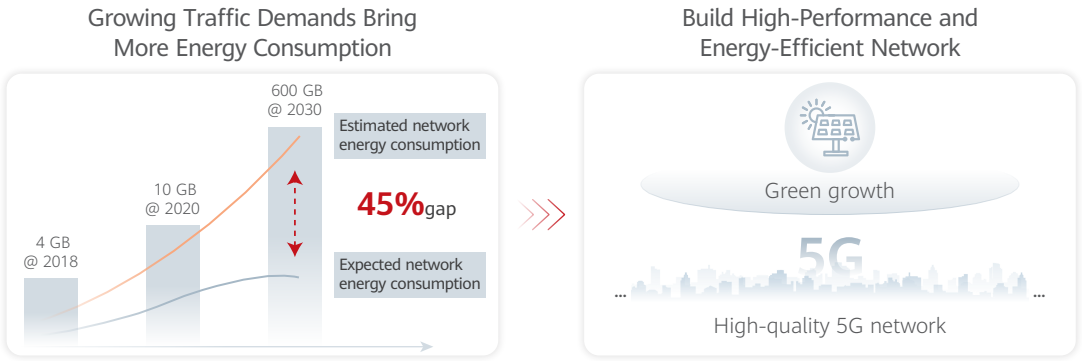 Growing Traffic Demands Bring
More Energy Consumption
600 GB
@ 2030
Estimated network
energy consumption
10 GB
@ 2020
45%gap
4 GB
@ 2018
Expected network
energy consumption
Build High-Performance and
Energy-Efficient Network
Green growth
5G
... ...
High-quality 5G network